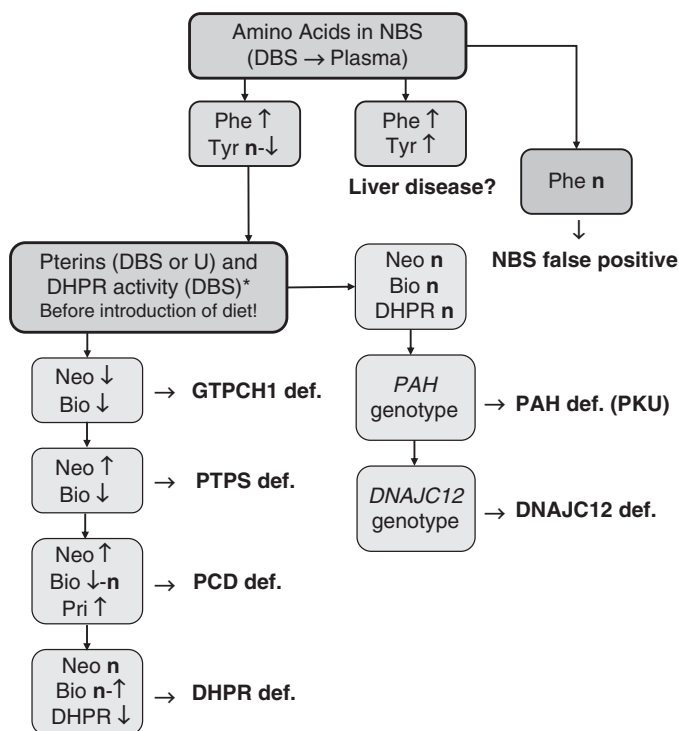 Amino Acids in NBS
(DBS → Plasma)
Phe ↑
Tyr n-↓
Phe ↑
Tyr ↑
Liver disease?
Phe n
↓
NBS false positive
Pterins (DBS or U) and
DHPR activity (DBS)*
Before introduction of diet!
Neo n
Bio n
DHPR n
Neo ↓
Bio ↓
→ GTPCH1 def.
PAH
genotype
→ PAH def. (PKU)
Neo ↑
Bio ↓
→ PTPS def.
DNAJC12
genotype
→ DNAJC12 def.
Neo ↑
Bio ↓-n
Pri ↑
→ PCD def.
Neo n
Bio n-↑
DHPR ↓
→ DHPR def.